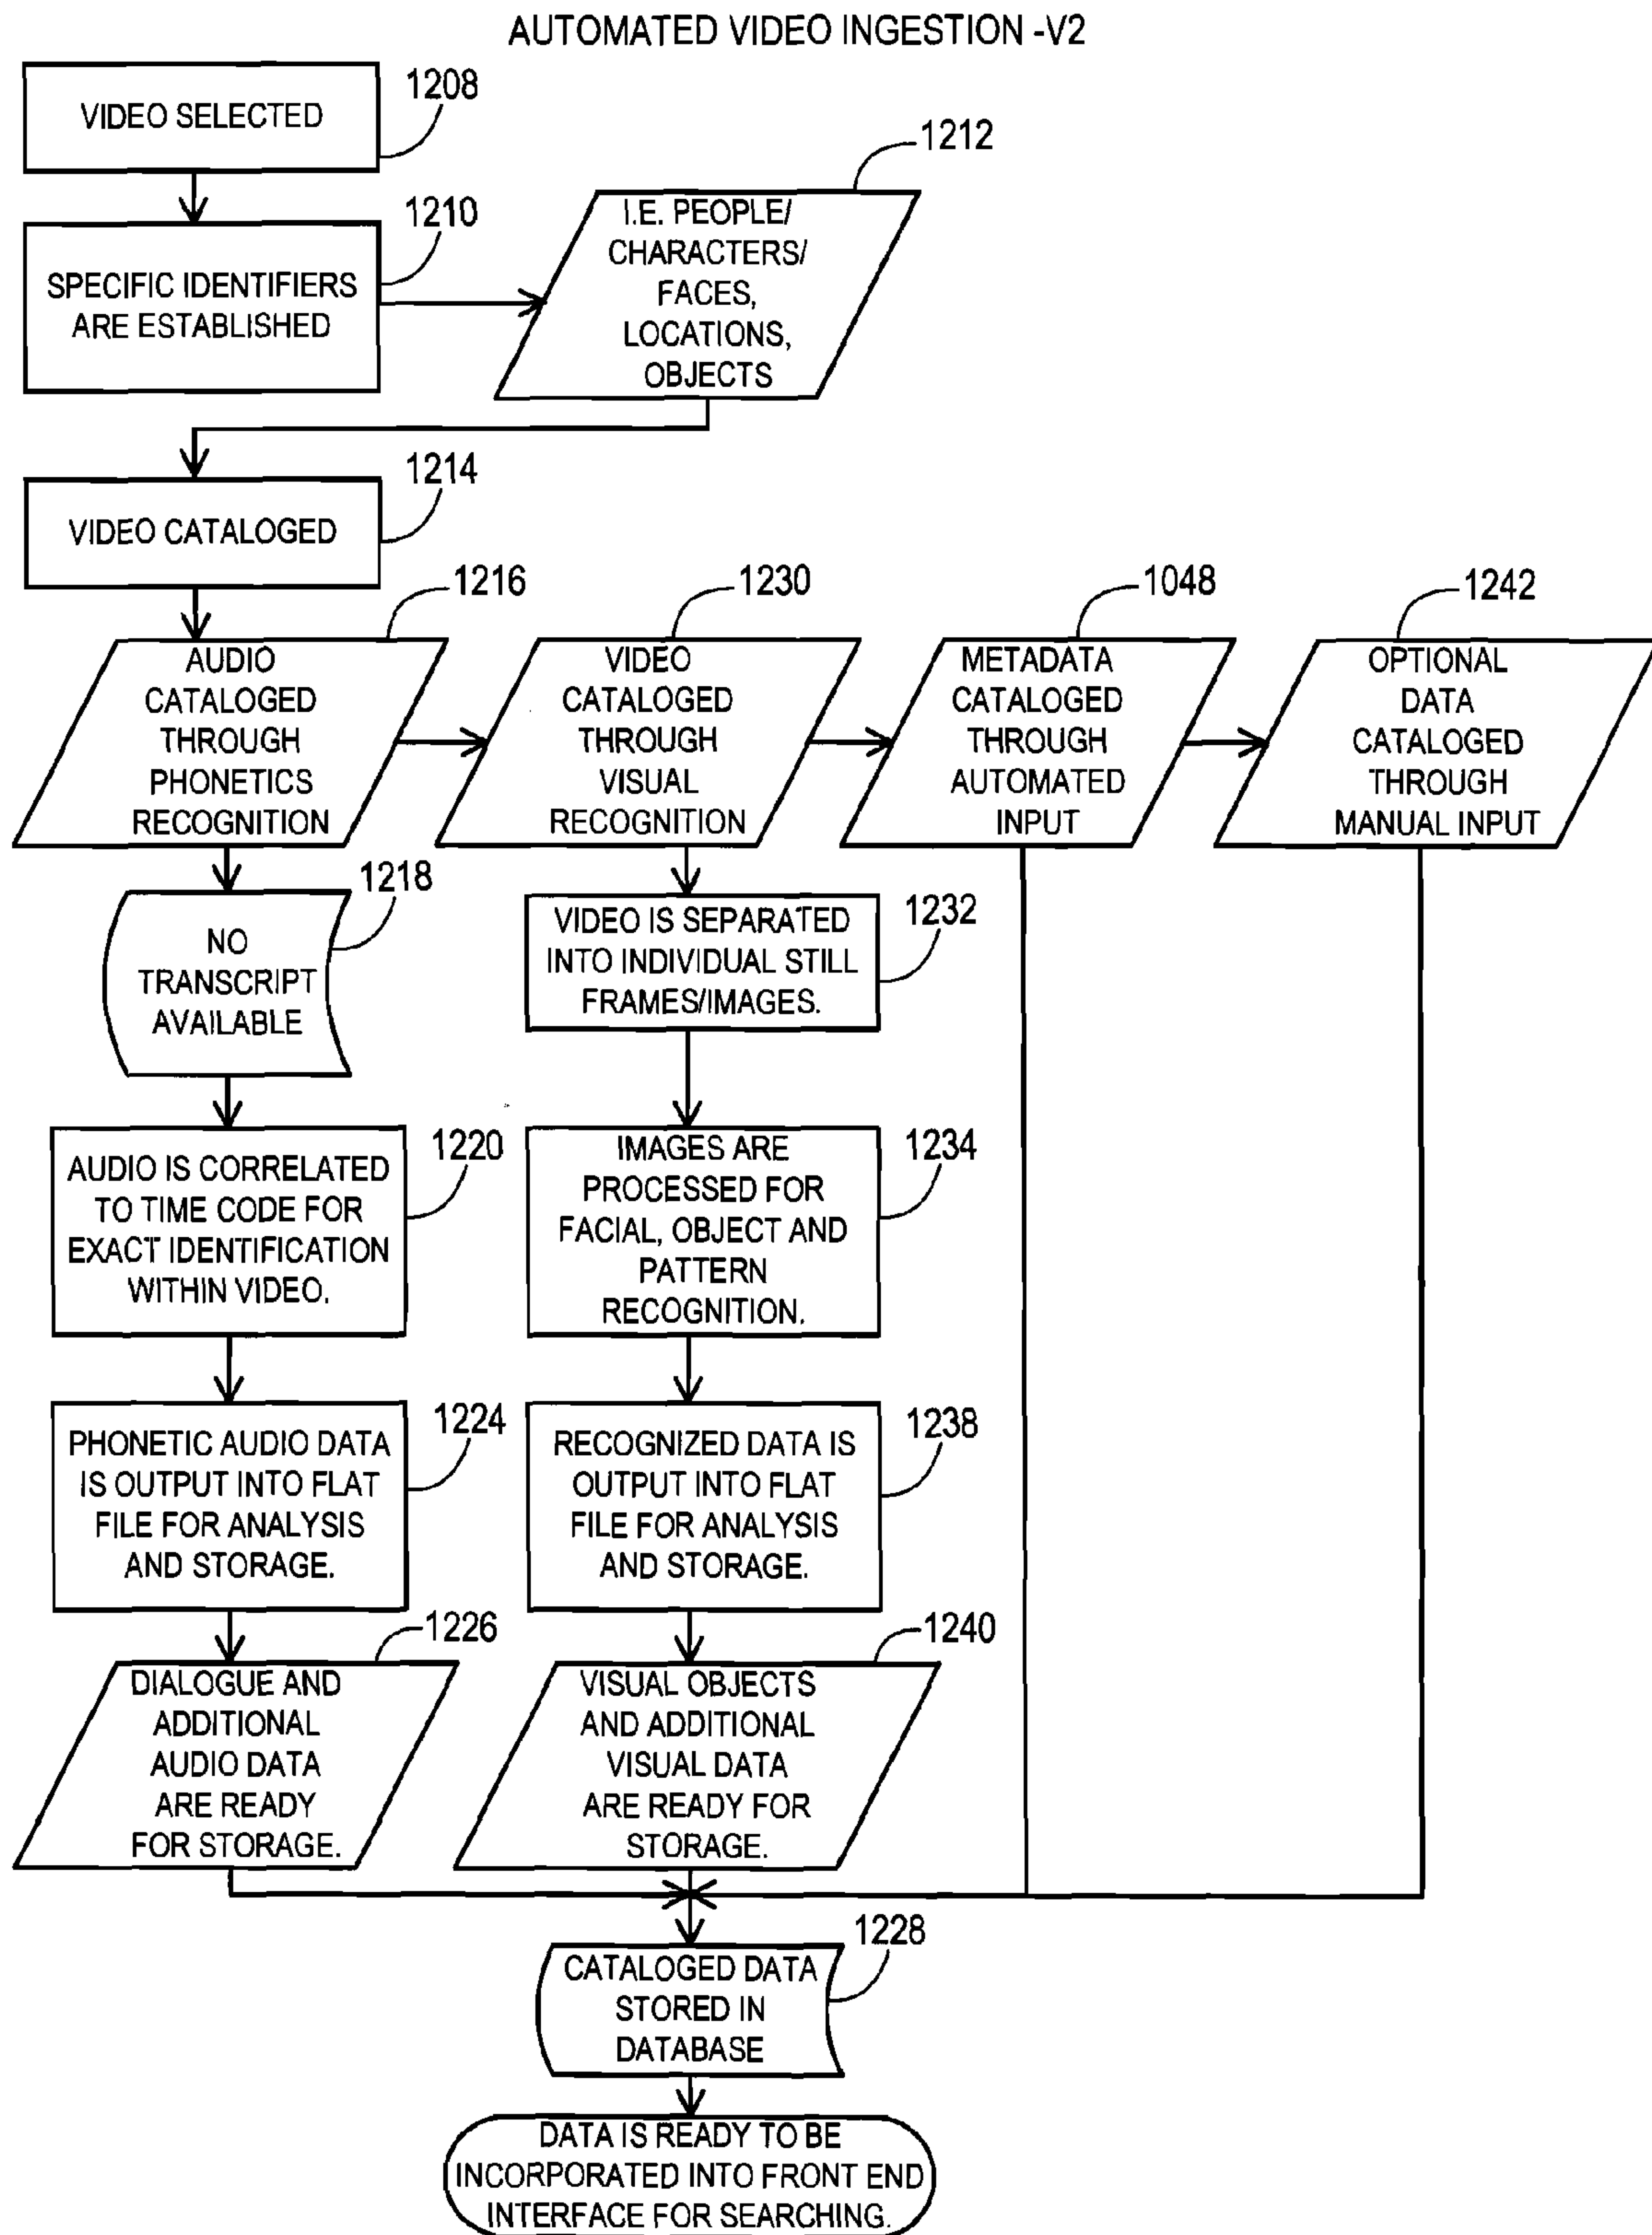 AUTOMATED VIDEO INGESTION -V2
VIDEO SELECTED
1208
SPECIFIC IDENTIFIERS
ARE ESTABLISHED
1210
I.E. PEOPLE/
CHARACTERS/
FACES,
LOCATIONS,
OBJECTS
1212
VIDEO CATALOGED
1214
AUDIO
CATALOGED
THROUGH
PHONETICS
RECOGNITION
1216
VIDEO
CATALOGED
THROUGH
VISUAL
RECOGNITION
1230
METADATA
CATALOGED
THROUGH
AUTOMATED
INPUT
1048
OPTIONAL
DATA
CATALOGED
THROUGH
MANUAL INPUT
1242
NO
TRANSCRIPT
AVAILABLE
1218
AUDIO IS CORRELATED
TO TIME CODE FOR
EXACT IDENTIFICATION
WITHIN VIDEO.
1220
PHONETIC AUDIO DATA
IS OUTPUT INTO FLAT
FILE FOR ANALYSIS
AND STORAGE.
1224
DIALOGUE AND
ADDITIONAL
AUDIO DATA
ARE READY
FOR STORAGE.
1226
VIDEO IS SEPARATED
INTO INDIVIDUAL STILL
FRAMES/IMAGES.
1232
IMAGES ARE
PROCESSED FOR
FACIAL, OBJECT AND
PATTERN
RECOGNITION.
1234
RECOGNIZED DATA IS
OUTPUT INTO FLAT
FILE FOR ANALYSIS
AND STORAGE.
1238
VISUAL OBJECTS
AND ADDITIONAL
VISUAL DATA
ARE READY FOR
STORAGE.
1240
CATALOGED DATA
STORED IN
DATABASE
1228
DATA IS READY TO BE
INCORPORATED INTO FRONT END
INTERFACE FOR SEARCHING.